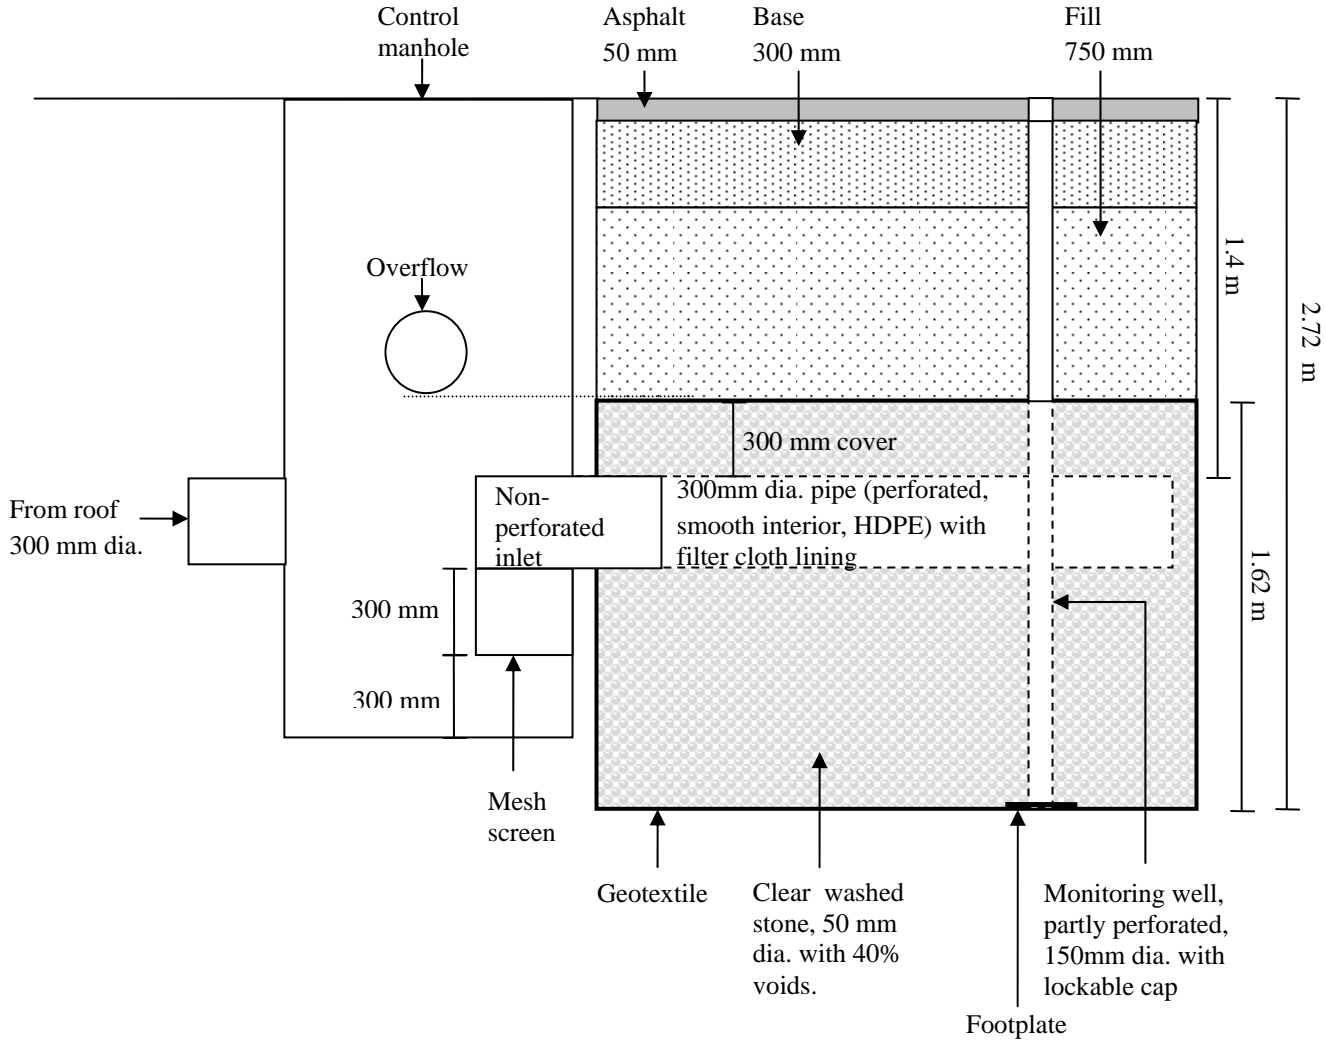 Control
manhole
Asphalt
50 mm
Base
300 mm
Fill
750 mm
Overflow
1.4 m
2.72 m
300 mm cover
From roof
300 mm dia.
Non-
perforated
inlet
300mm dia. pipe (perforated,
smooth interior, HDPE) with
filter cloth lining
1.62 m
300 mm
300 mm
Mesh
screen
Geotextile
Clear washed
stone, 50 mm
dia. with 40%
voids.
Monitoring well,
partly perforated,
150mm dia. with
lockable cap
Footplate